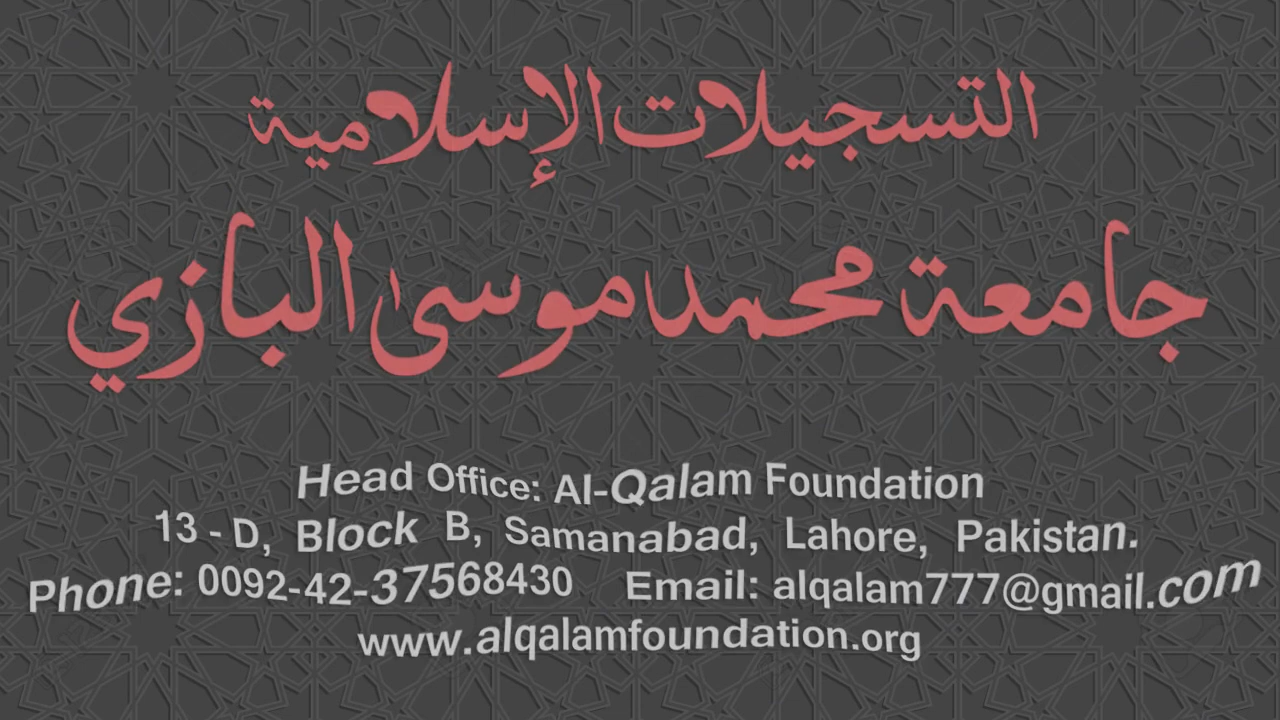 التسجيلات الإسلامية
جامعة محمد موسىٰ البازي
Head Office: Al-Qalam Foundation
13 - D, Block B, Samanabad, Lahore, Pakistan.
Phone: 0092-42-37568430 Email: alqalam777@gmail.com
www.alqalamfoundation.org